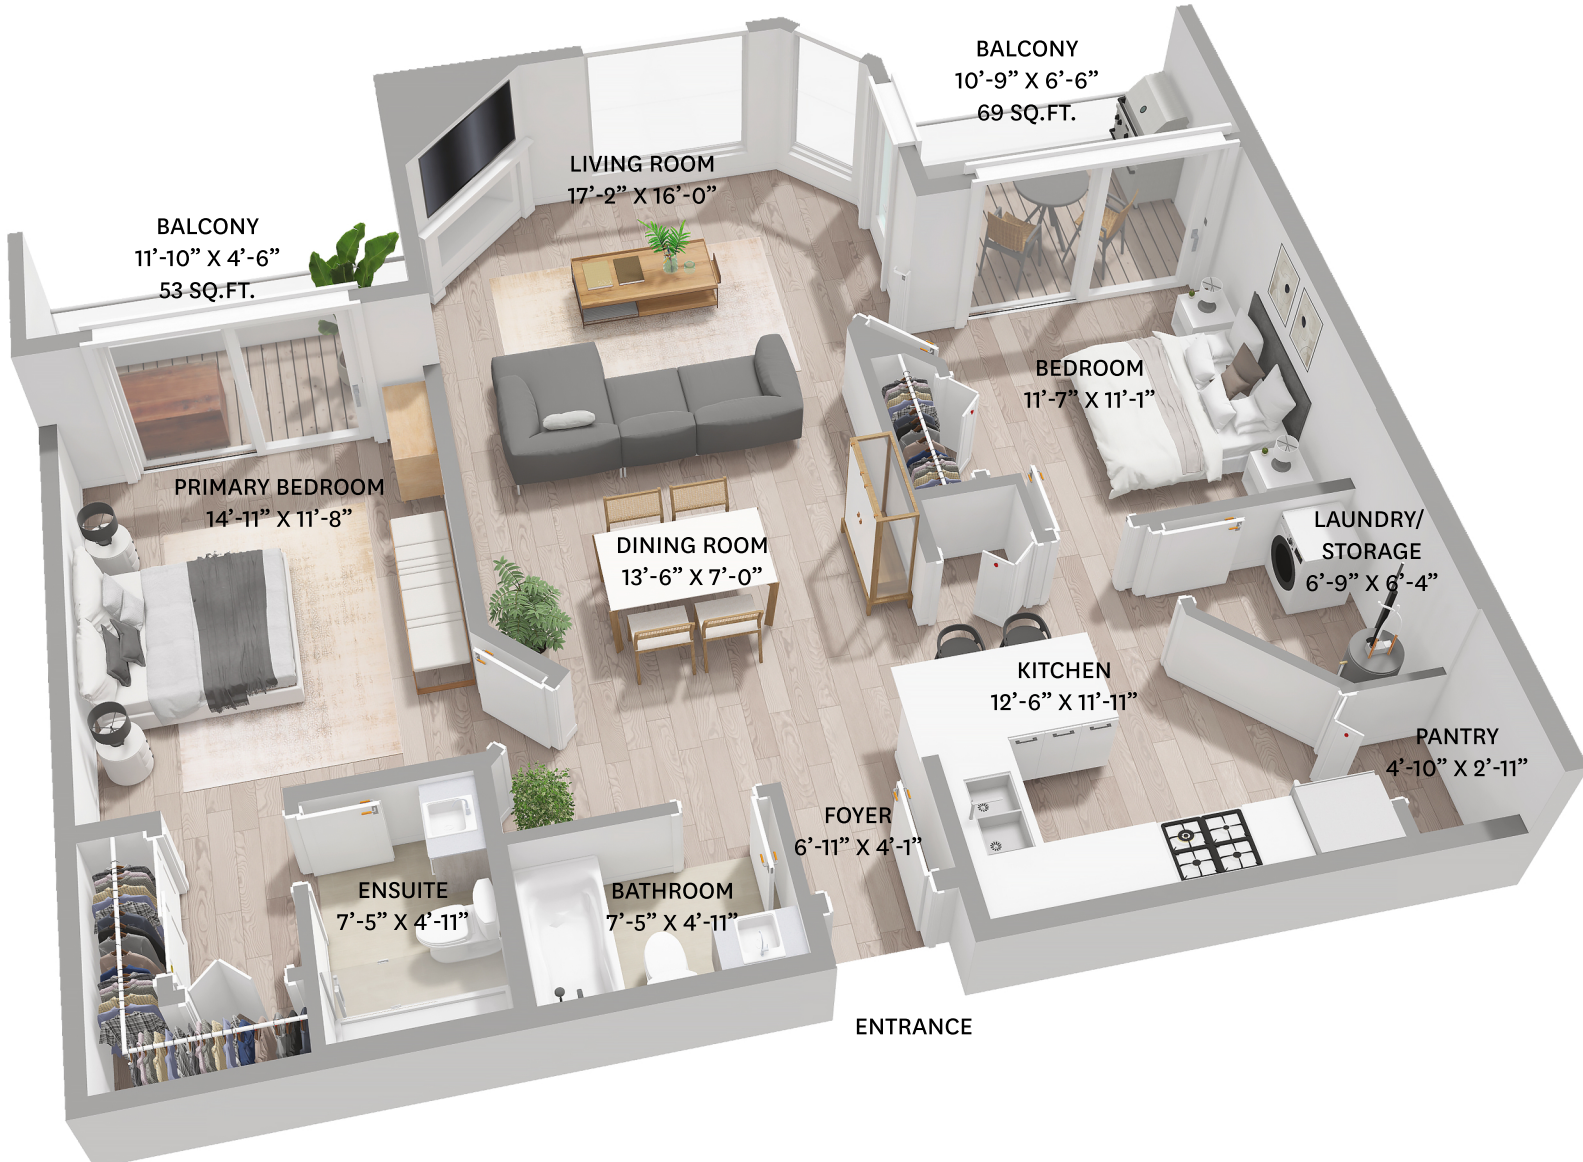 BALCONY
10’-9” X 6’-6”
69 SQ.FT.
LIVING ROOM
17’-2” X 16’-0”
BALCONY
11’-10” X 4’-6”
53 SQ.FT.
BEDROOM
11’-7” X 11’-1”
PRIMARY BEDROOM
14’-11” X 11’-8”
DINING ROOM
13’-6” X 7’-0”
LAUNDRY/
STORAGE
6’-9” X 6’-4”
KITCHEN
12’-6” X 11’-11”
PANTRY
4’-10” X 2’-11”
FOYER
6’-11” X 4’-1”
ENSUITE
7’-5” X 4’-11”
BATHROOM
7’-5” X 4’-11”
ENTRANCE